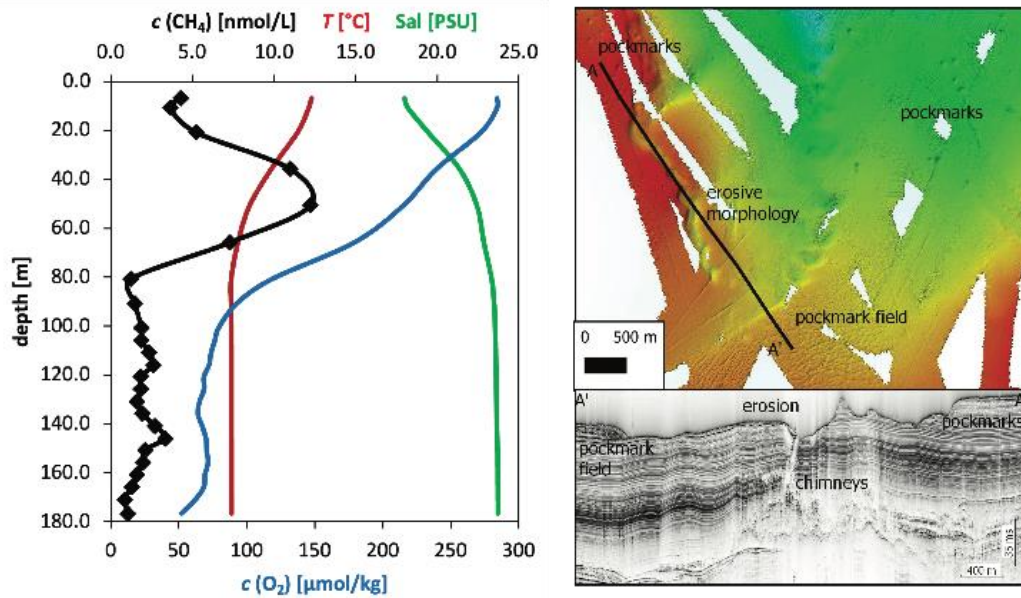 c (CH₄) [nmol/L] T [°C] Sal [PSU]
0.0 5.0 10.0 15.0 20.0 25.0
depth [m]
0.0
20.0
40.0
60.0
80.0
100.0
120.0
140.0
160.0
180.0
0 50 100 150 200 250 300
c (O₂) [µmol/kg]
pockmarks
A
pockmarks
erosive
morphology
pockmark field
A'
0 500 m
A' erosion A
pockmarks
pockmark
field
chimneys
35 ms
400 m